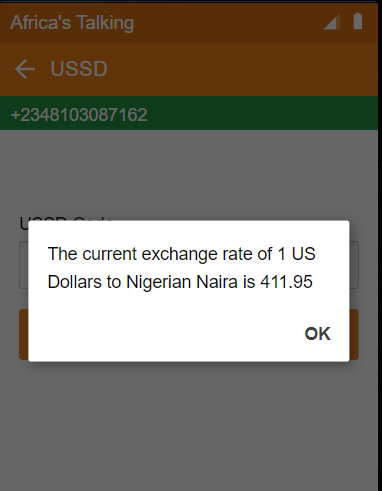 Africa's Talking
USSD
+2348103087162
USSD Code
The current exchange rate of 1 US
Dollars to Nigerian Naira is 411.95
OK